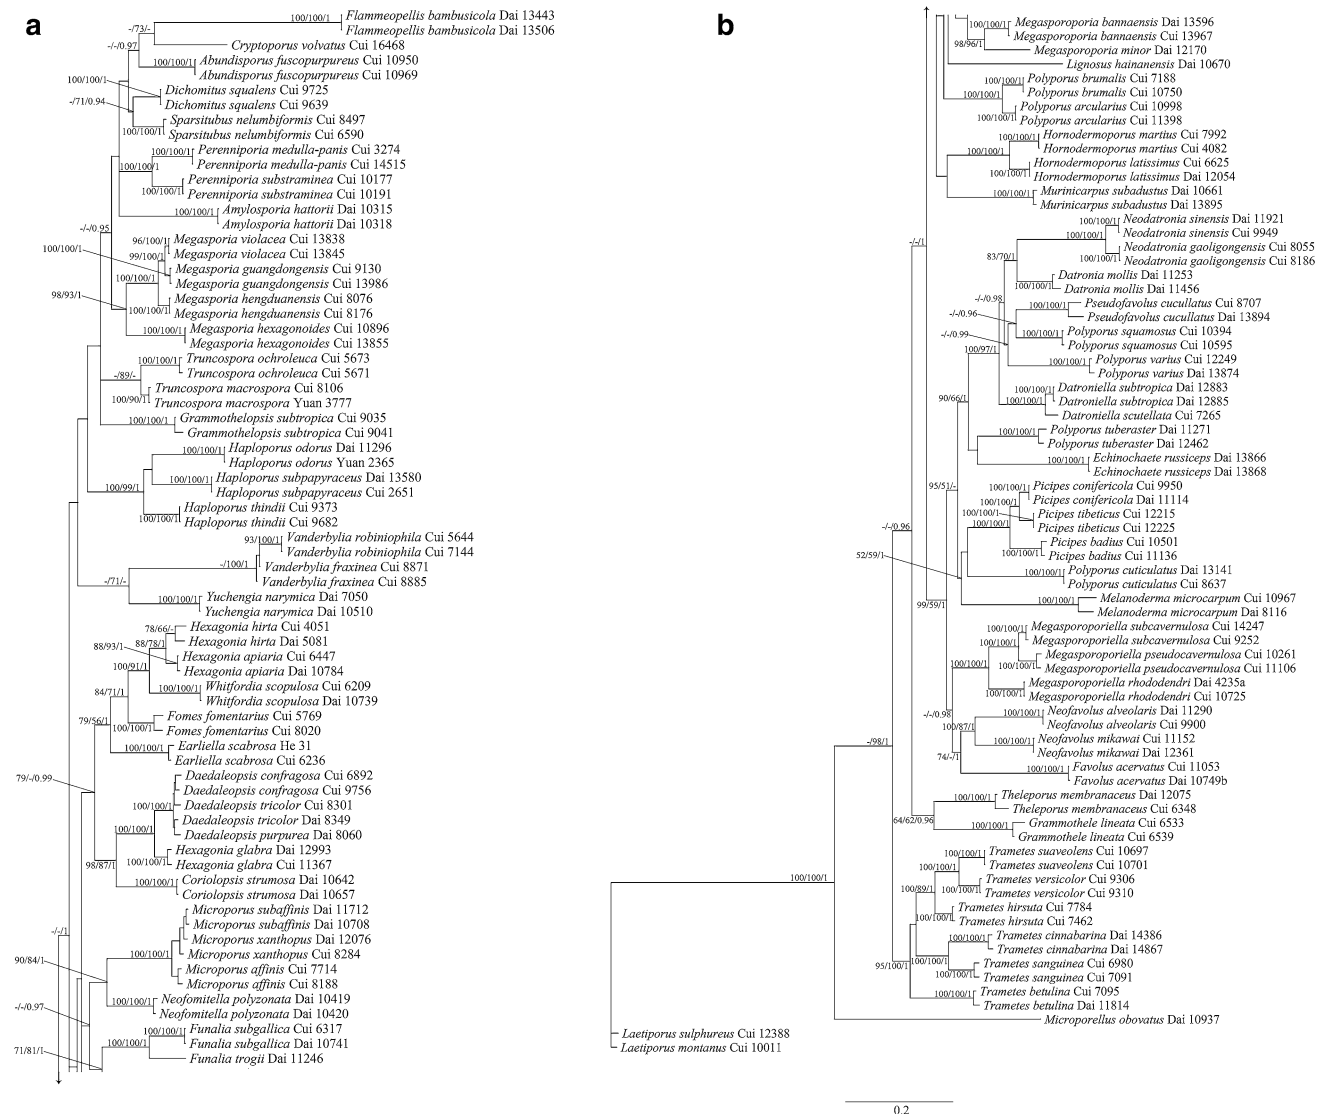 a
Flammeopellis bambusicola Dai 13443
100/100/1
Flammeopellis bambusicola Dai 13506
-/73/-
Cryptoporus volvatus Cui 16468
-/-/0.97
Abundisporus fuscopurpureus Cui 10950
100/100/1
Abundisporus fuscopurpureus Cui 10969
100/100/1
Dichomitus squalens Cui 9725
-/71/0.94
Dichomitus squalens Cui 9639
Sparsitubus nelumbiformis Cui 8497
100/100/1
Sparsitubus nelumbiformis Cui 6590
Perenniporia medulla-panis Cui 3274
100/100/1
Perenniporia medulla-panis Cui 14515
100/100/1
Perenniporia substraminea Cui 10177
100/100/1
Perenniporia substraminea Cui 10191
Amylosporia hattorii Dai 10315
100/100/1
Amylosporia hattorii Dai 10318
-/-/0.95
Megasporia violacea Cui 13838
96/100/1
100/100/1
Megasporia violacea Cui 13845
99/100/1
Megasporia guangdongensis Cui 9130
100/100/1
Megasporia guangdongensis Cui 13986
98/93/1
Megasporia hengduanensis Cui 8076
100/100/1
Megasporia hengduanensis Cui 8176
Megasporia hexagonoides Cui 10896
100/100/1
Megasporia hexagonoides Cui 13855
Truncospora ochroleuca Cui 5673
100/100/1
Truncospora ochroleuca Cui 5671
-/89/-
Truncospora macrospora Cui 8106
100/90/1
Truncospora macrospora Yuan 3777
Grammothelopsis subtropica Cui 9035
100/100/1
Grammothelopsis subtropica Cui 9041
Haploporus odorus Dai 11296
100/100/1
Haploporus odorus Yuan 2365
Haploporus subpapyraceus Dai 13580
100/100/1
100/99/1
Haploporus subpapyraceus Cui 2651
Haploporus thindii Cui 9373
100/100/1
Haploporus thindii Cui 9682
Vanderbylia robiniophila Cui 5644
93/100/1
Vanderbylia robiniophila Cui 7144
-/100/1
Vanderbylia fraxinea Cui 8871
-/71/-
Vanderbylia fraxinea Cui 8885
Yuchengia narymica Dai 7050
100/100/1
Yuchengia narymica Dai 10510
Hexagonia hirta Cui 4051
78/66/-
Hexagonia hirta Dai 5081
88/78/1
88/93/1
Hexagonia apiaria Cui 6447
100/91/1
Hexagonia apiaria Dai 10784
Whitfordia scopulosa Cui 6209
100/100/1
84/71/1
Whitfordia scopulosa Dai 10739
Fomes fomentarius Cui 5769
79/56/1
100/100/1
Fomes fomentarius Cui 8020
Earliella scabrosa He 31
100/100/1
Earliella scabrosa Cui 6236
79/-/0.99
Daedaleopsis confragosa Cui 6892
Daedaleopsis confragosa Cui 9756
100/100/1
Daedaleopsis tricolor Cui 8301
Daedaleopsis tricolor Dai 8349
100/100/1
Daedaleopsis purpurea Dai 8060
Hexagonia glabra Dai 12993
100/100/1
98/87/1
Hexagonia glabra Cui 11367
Coriolopsis strumosa Dai 10642
100/100/1
Coriolopsis strumosa Dai 10657
Microporus subaffinis Dai 11712
Microporus subaffinis Dai 10708
-/-/1
Microporus xanthopus Dai 12076
100/100/1
Microporus xanthopus Cui 8284
90/84/1
Microporus affinis Cui 7714
Microporus affinis Cui 8188
Neofomitella polyzonata Dai 10419
100/100/1
-/-/0.97
Neofomitella polyzonata Dai 10420
Funalia subgallica Cui 6317
100/100/1
Funalia subgallica Dai 10741
71/81/1
100/100/1
Funalia trogii Dai 11246
b
Megasporoporia bannaensis Dai 13596
100/100/1
Megasporoporia bannaensis Cui 13967
98/96/1
Megasporoporia minor Dai 12170
Lignosus hainanensis Dai 10670
Polyporus brumalis Cui 7188
100/100/1
Polyporus brumalis Cui 10750
100/100/1
Polyporus arcularius Cui 10998
100/100/1
Polyporus arcularius Cui 11398
Hornodermoporus martius Cui 7992
100/100/1
Hornodermoporus martius Cui 4082
100/100/1
Hornodermoporus latissimus Cui 6625
100/100/1
Hornodermoporus latissimus Dai 12054
Murinicarpus subadustus Dai 10661
100/100/1
Murinicarpus subadustus Dai 13895
Neodatronia sinensis Dai 11921
100/100/1
Neodatronia sinensis Cui 9949
100/100/1
-/-/1
Neodatronia gaoligongensis Cui 8055
100/100/1
Neodatronia gaoligongensis Cui 8186
83/70/1
Datronia mollis Dai 11253
100/100/1
Datronia mollis Dai 11456
-/-/0.98
Pseudofavolus cucullatus Cui 8707
100/100/1
-/-/0.96
Pseudofavolus cucullatus Dai 13894
Polyporus squamosus Cui 10394
100/100/1
-/-/0.99
Polyporus squamosus Cui 10595
100/97/1
Polyporus varius Cui 12249
100/100/1
Polyporus varius Dai 13874
Datroniella subtropica Dai 12883
100/100/1
90/66/1
100/100/1
Datroniella subtropica Dai 12885
Datroniella scutellata Cui 7265
Polyporus tuberaster Dai 11271
100/100/1
Polyporus tuberaster Dai 12462
Echinochaete russiceps Dai 13866
100/100/1
Echinochaete russiceps Dai 13868
95/51/-
Picipes conifericola Cui 9950
100/100/1
Picipes conifericola Dai 11114
100/100/1
100/100/1
Picipes tibeticus Cui 12215
100/100/1
Picipes tibeticus Cui 12225
-/-/0.96
Picipes badius Cui 10501
100/100/1
Picipes badius Cui 11136
52/59/1
Polyporus cuticulatus Dai 13141
100/100/1
Polyporus cuticulatus Cui 8637
Melanoderma microcarpum Cui 10967
100/100/1
99/59/1
Melanoderma microcarpum Dai 8116
Megasporoporiella subcavernulosa Cui 14247
100/100/1
Megasporoporiella subcavernulosa Cui 9252
100/100/1
Megasporoporiella pseudocavernulosa Cui 10261
100/100/1
100/100/1
Megasporoporiella pseudocavernulosa Cui 11106
Megasporoporiella rhododendri Dai 4235a
100/100/1
Megasporoporiella rhododendri Cui 10725
Neofavolus alveolaris Dai 11290
100/100/1
-/-/0.98
Neofavolus alveolaris Cui 9900
100/87/1
Neofavolus mikawai Cui 11152
100/100/1
-/98/1
Neofavolus mikawai Dai 12361
74/-/1
Favolus acervatus Cui 11053
100/100/1
Favolus acervatus Dai 10749b
Theleporus membranaceus Dai 12075
100/100/1
Theleporus membranaceus Cui 6348
64/62/0.96
Grammothele lineata Cui 6533
100/100/1
Grammothele lineata Cui 6539
Trametes suaveolens Cui 10697
100/100/1
Trametes suaveolens Cui 10701
100/100/1
Trametes versicolor Cui 9306
100/100/1
100/89/1
100/100/1
Trametes versicolor Cui 9310
Trametes hirsuta Cui 7784
100/100/1
Trametes hirsuta Cui 7462
Trametes cinnabarina Dai 14386
100/100/1
Trametes cinnabarina Dai 14867
95/100/1
100/100/1
Trametes sanguinea Cui 6980
100/100/1
Trametes sanguinea Cui 7091
Trametes betulina Cui 7095
100/100/1
Trametes betulina Dai 11814
Microporellus obovatus Dai 10937
Laetiporus sulphureus Cui 12388
Laetiporus montanus Cui 10011
0.2